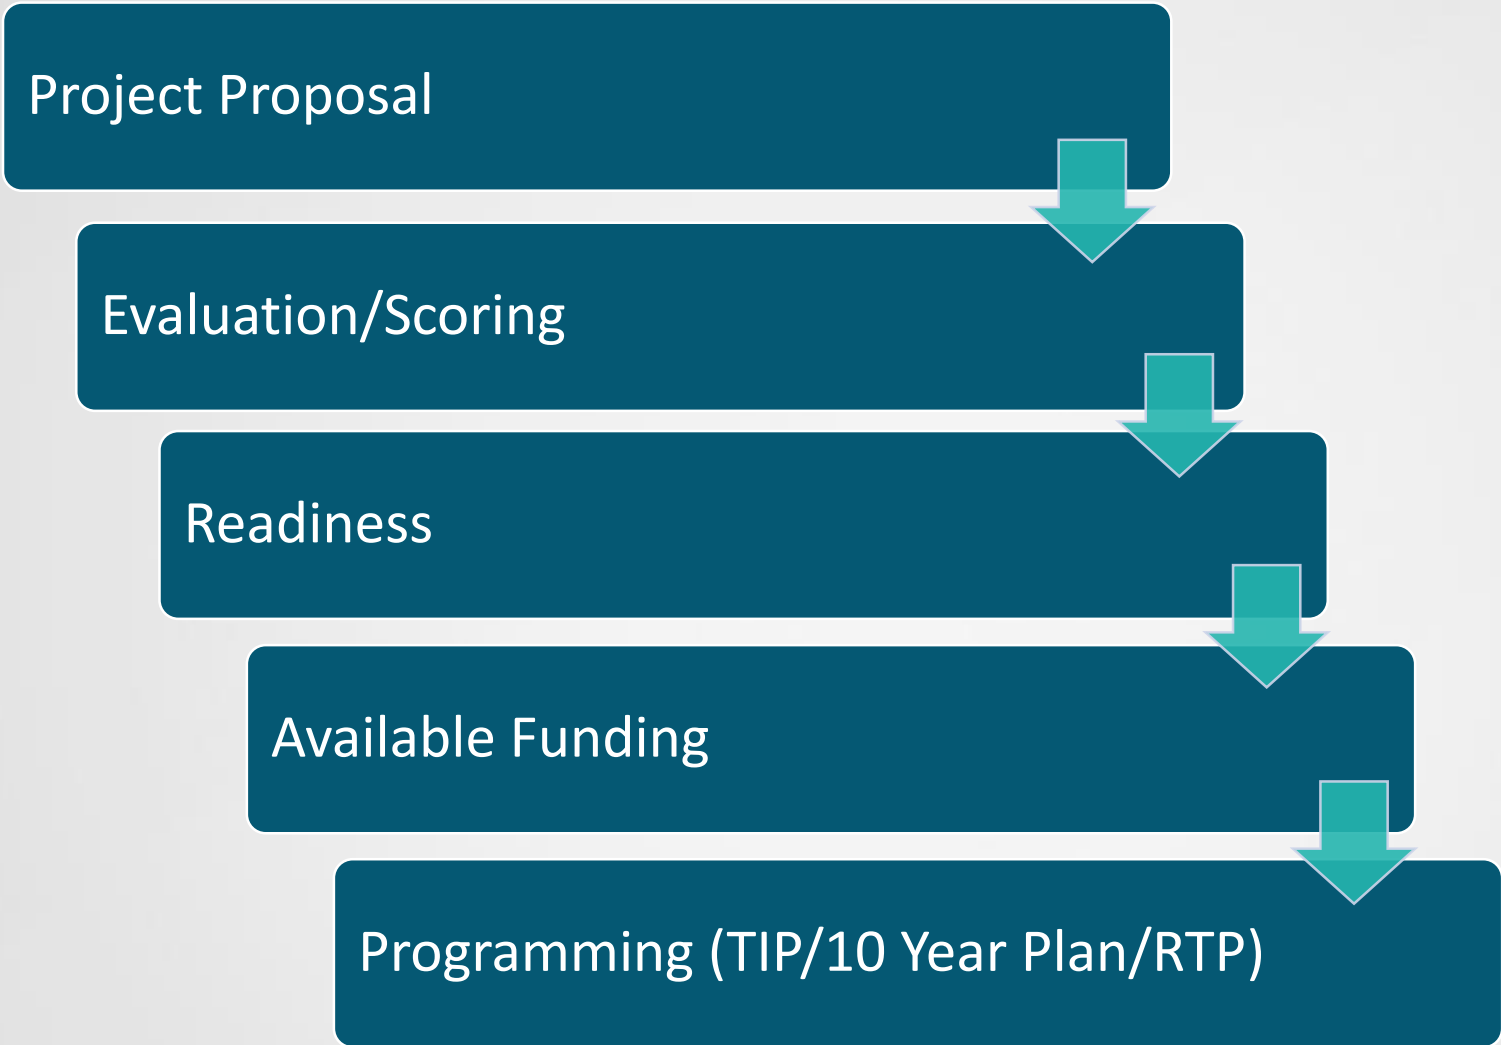 Project Proposal
Evaluation/Scoring
Readiness
Available Funding
Programming (TIP/10 Year Plan/RTP)